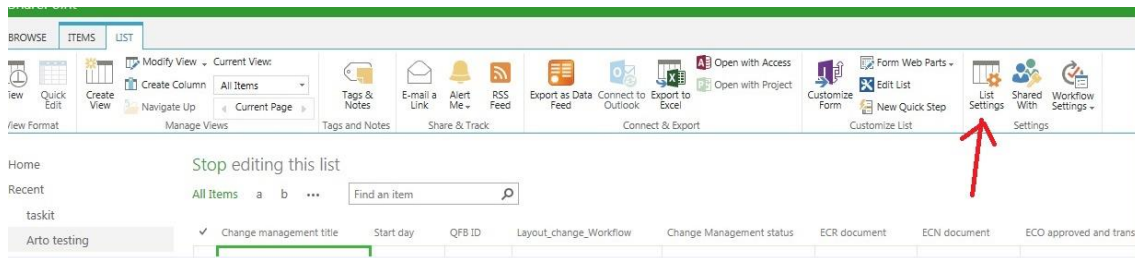 BROWSE ITEMS LIST
Modify View Current View:
Create Column All Items
Navigate Up Current Page
Quick Edit
Create View
Tags & Notes
E-mail a Link
Alert Me
RSS Feed
Export as Data Feed
Connect to Outlook
Export to Excel
Open with Access
Open with Project
Customize Form
Form Web Parts
Edit List
New Quick Step
List Settings
Shared With
Workflow Settings
Manage Views Tags and Notes Share & Track Connect & Export Customize List Settings
Home
Stop editing this list
Recent
All Items a b ••• Find an item
taskit
Arto testing
Change management title Start day QFB ID Layout_change_Workflow Change Management status ECR document ECN document ECO approved and trans